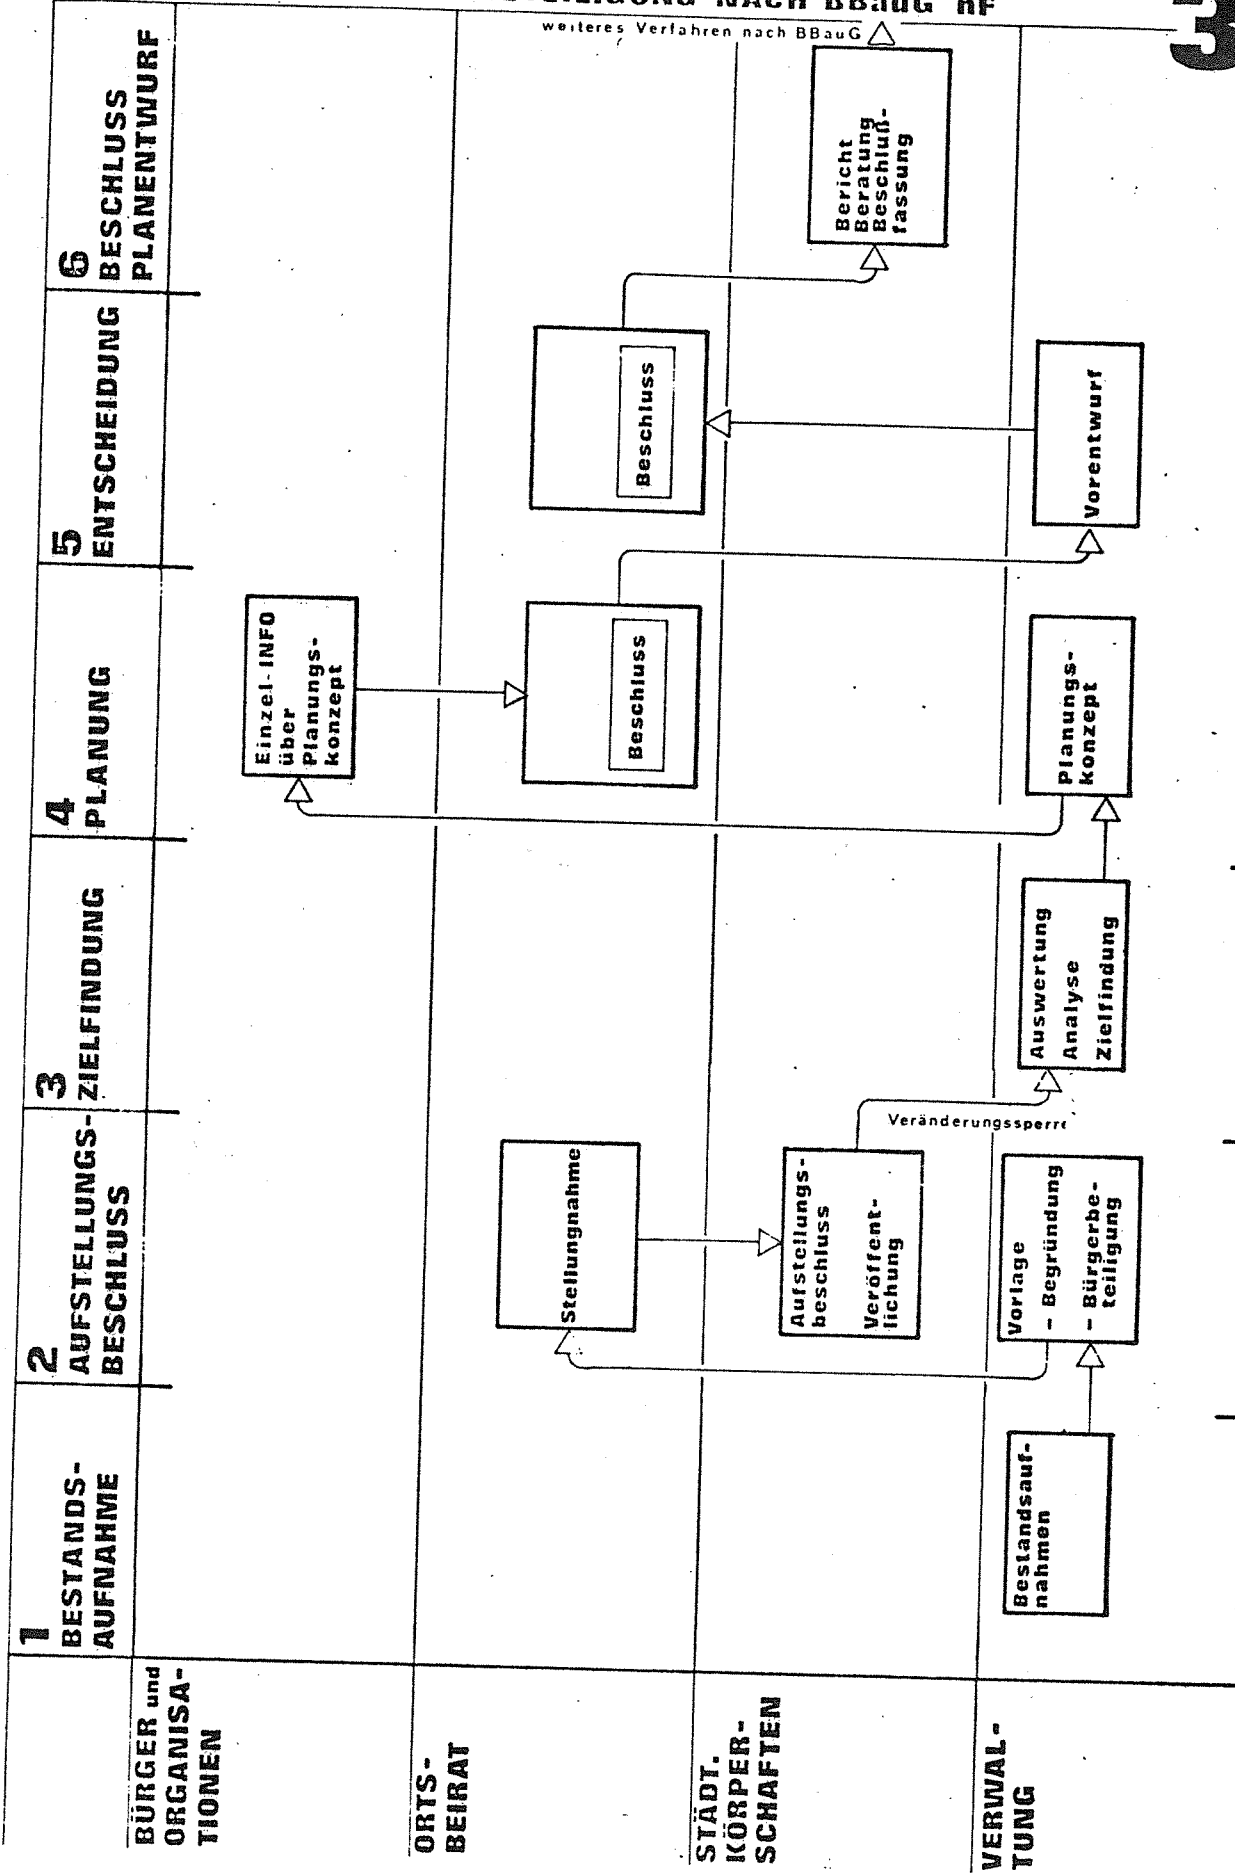 NACH BBauG nF
3
1
BESTANDS-
AUFNAHME
2
AUFSTELLUNGS-
BESCHLUSS
3
ZIELFINDUNG
4
PLANUNG
5
ENTSCHEIDUNG
6
BESCHLUSS
PLANENTWURF
BÜRGER und
ORGANISA-
TIONEN
Einzel-INFO
über
Planungs-
konzept
ORTS-
BEIRAT
Stellungnahme
Beschluss
Beschluss
STÄDT.
KÖRPER-
SCHAFTEN
Aufstellungs-
beschluss
Veröffent-
lichung
Veränderungssperre
Bericht
Beratung
Beschluß-
fassung
weiteres Verfahren nach BBauG
VERWAL-
TUNG
Bestandsauf-
nahmen
Vorlage
– Begründung
– Bürgerbe-
teiligung
Auswertung
Analyse
Zielfindung
Planungs-
konzept
Vorentwurf